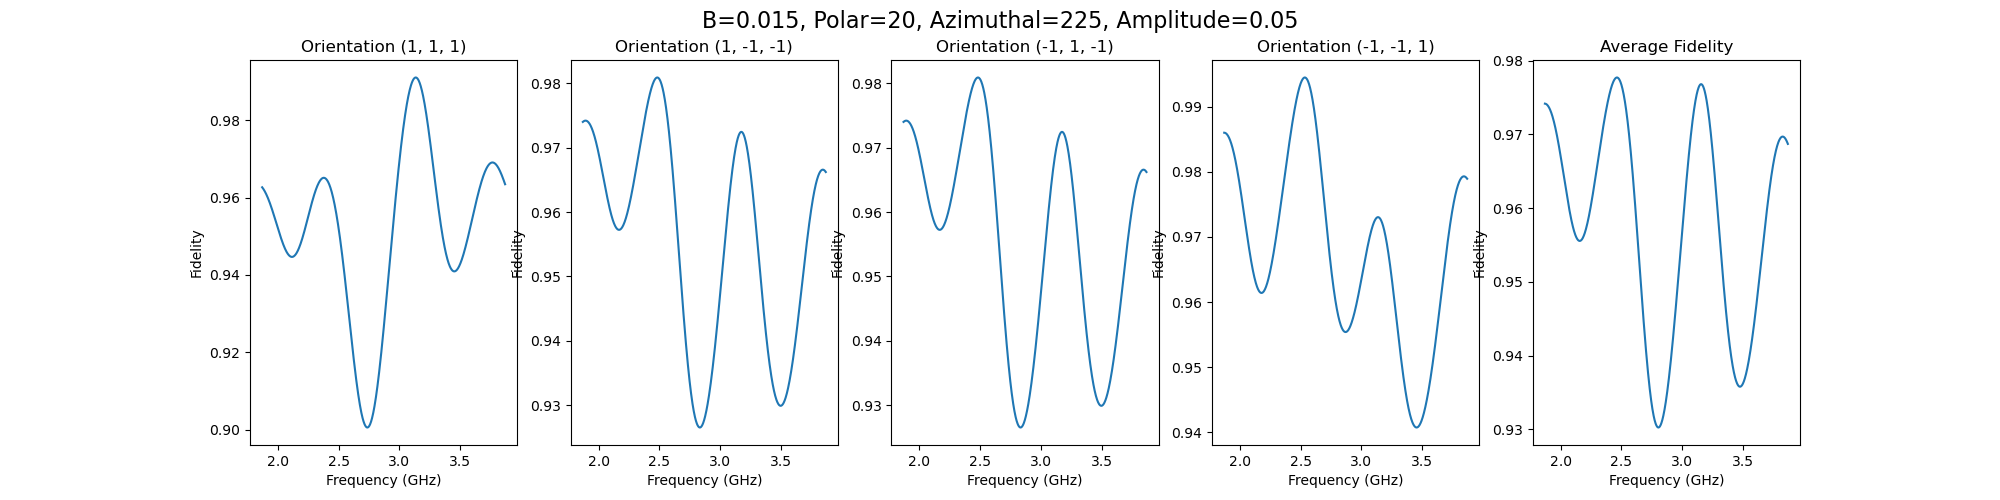 B=0.015, Polar=20, Azimuthal=225, Amplitude=0.05
Orientation (1, 1, 1)
Fidelity
0.98
0.96
0.94
0.92
0.90
2.0 2.5 3.0 3.5
Frequency (GHz)
Orientation (1, -1, -1)
Fidelity
0.98
0.97
0.96
0.95
0.94
0.93
2.0 2.5 3.0 3.5
Frequency (GHz)
Orientation (-1, 1, -1)
Fidelity
0.98
0.97
0.96
0.95
0.94
0.93
2.0 2.5 3.0 3.5
Frequency (GHz)
Orientation (-1, -1, 1)
Fidelity
0.99
0.98
0.97
0.96
0.95
0.94
2.0 2.5 3.0 3.5
Frequency (GHz)
Average Fidelity
Fidelity
0.98
0.97
0.96
0.95
0.94
0.93
2.0 2.5 3.0 3.5
Frequency (GHz)